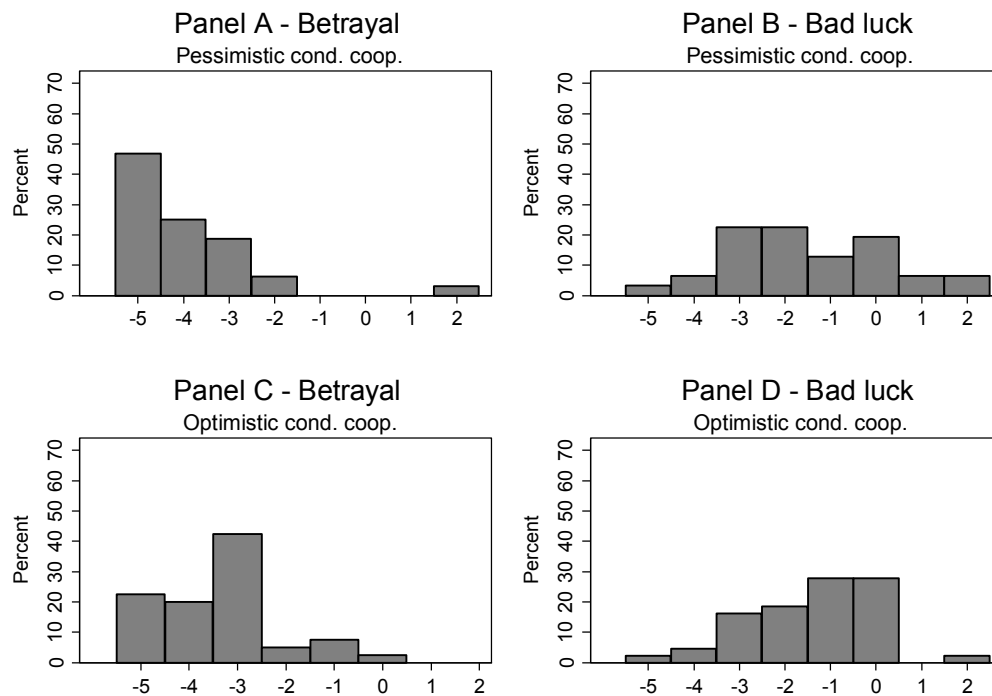 Panel A - Betrayal
Pessimistic cond. coop.
Percent
70
60
50
40
30
20
10
0
-5 -4 -3 -2 -1 0 1 2
Panel B - Bad luck
Pessimistic cond. coop.
Percent
70
60
50
40
30
20
10
0
-5 -4 -3 -2 -1 0 1 2
Panel C - Betrayal
Optimistic cond. coop.
Percent
70
60
50
40
30
20
10
0
-5 -4 -3 -2 -1 0 1 2
Panel D - Bad luck
Optimistic cond. coop.
Percent
70
60
50
40
30
20
10
0
-5 -4 -3 -2 -1 0 1 2